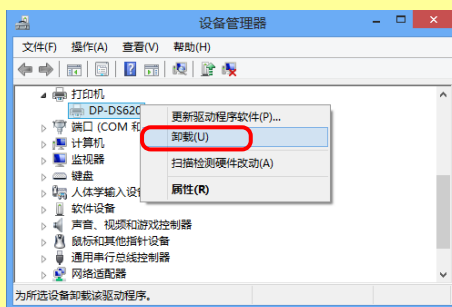 设备管理器
文件(F) 操作(A) 查看(V) 帮助(H)
打印机
DP-DS620
端口 (COM 和
计算机
监视器
键盘
人体学输入设
软件设备
声音、视频和游戏控制器
鼠标和其他指针设备
通用串行总线控制器
网络适配器
更新驱动程序软件(P)...
卸载(U)
扫描检测硬件改动(A)
属性(R)
为所选设备卸载该驱动程序。